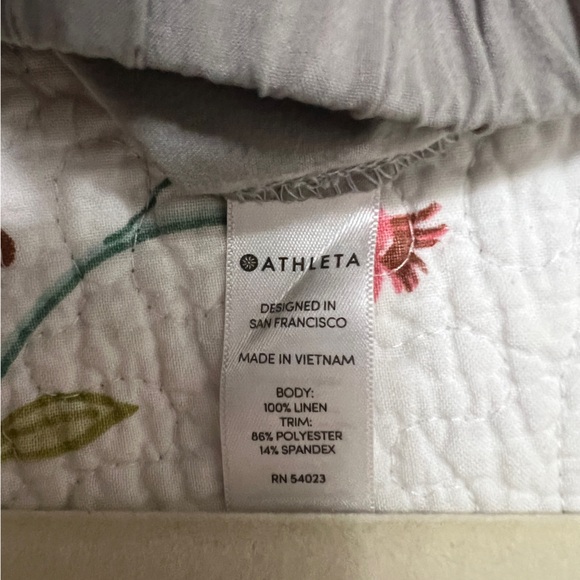 ATHLETA
DESIGNED IN
SAN FRANCISCO
MADE IN VIETNAM
BODY:
100% LINEN
TRIM:
86% POLYESTER
14% SPANDEX
RN 54023